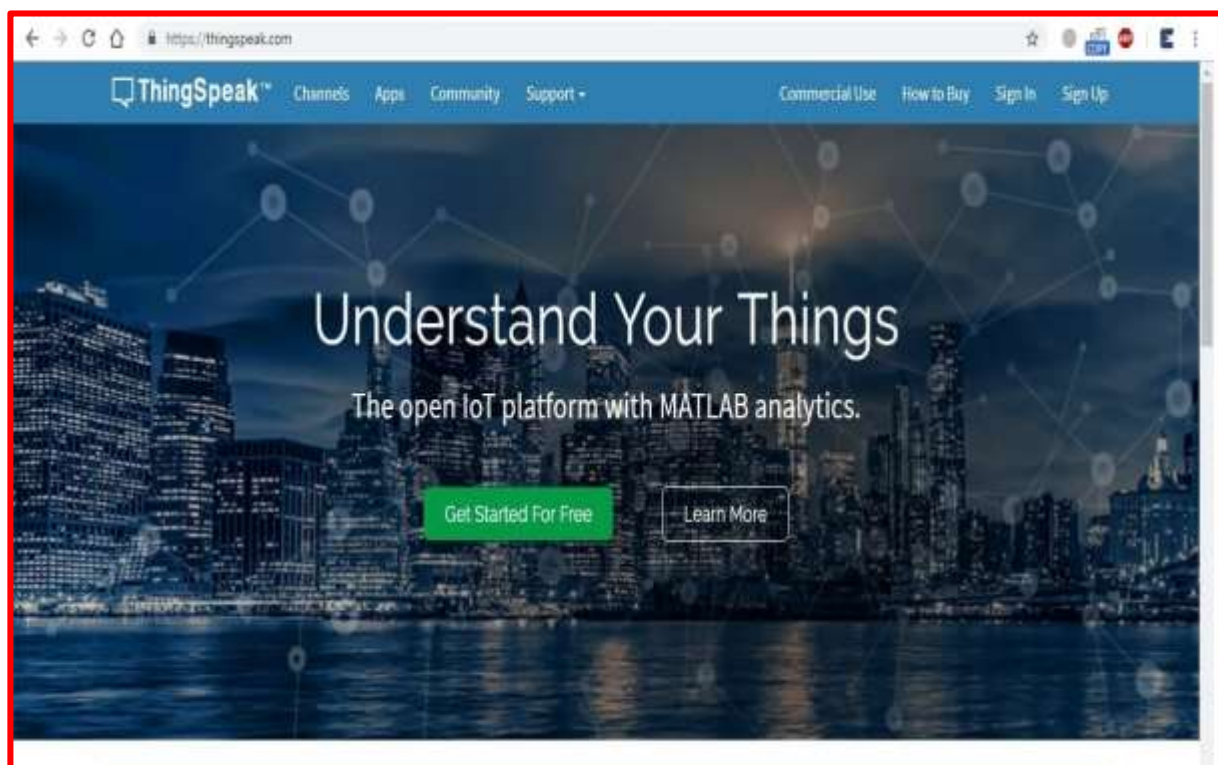 https://thingspeak.com
COPY
ThingSpeak™ Channels Apps Community Support Commercial Use How to Buy Sign In Sign Up
Understand Your Things
The open IoT platform with MATLAB analytics.
Get Started For Free Learn More